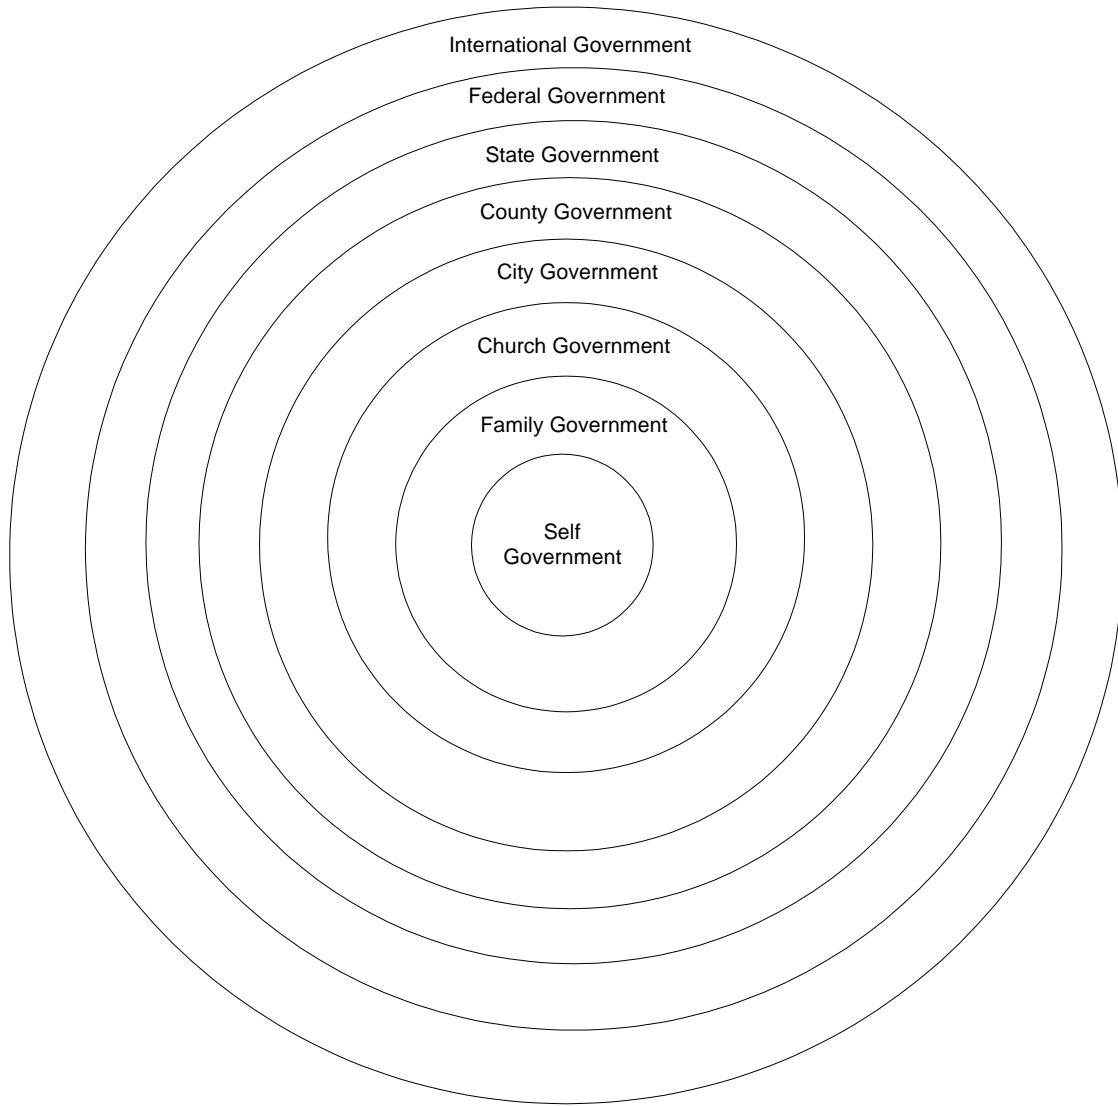 International Government
Federal Government
State Government
County Government
City Government
Church Government
Family Government
Self
Government